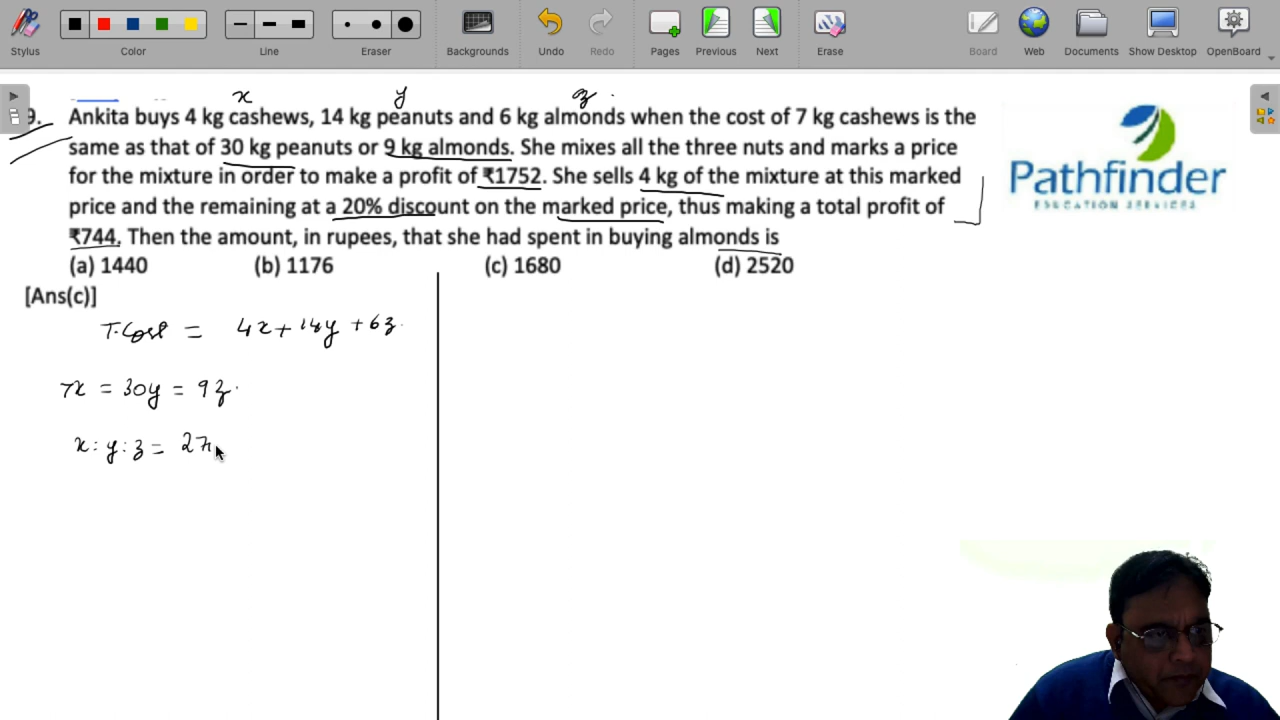 Stylus Color Line Eraser Backgrounds Undo Redo Pages Previous Next Erase Board Web Documents Show Desktop OpenBoard
x y z
9. Ankita buys 4 kg cashews, 14 kg peanuts and 6 kg almonds when the cost of 7 kg cashews is the
same as that of 30 kg peanuts or 9 kg almonds. She mixes all the three nuts and marks a price
for the mixture in order to make a profit of ₹1752. She sells 4 kg of the mixture at this marked
price and the remaining at a 20% discount on the marked price, thus making a total profit of
₹744. Then the amount, in rupees, that she had spent in buying almonds is
(a) 1440 (b) 1176 (c) 1680 (d) 2520
[Ans(c)]
Pathfinder
EDUCATION SERVICES
T.Cost = 4x + 14y + 6z
7x = 30y = 9z
x : y : z = 27